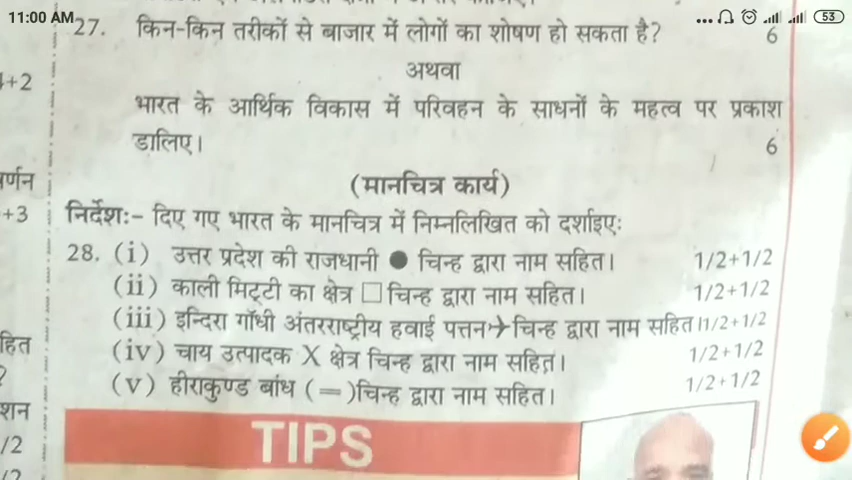 11:00 AM
53
27. किन-किन तरीकों से बाजार में लोगों का शोषण हो सकता है? 6
अथवा
+2
भारत के आर्थिक विकास में परिवहन के साधनों के महत्व पर प्रकाश
डालिए। 6
(मानचित्र कार्य)
+3
निर्देशः- दिए गए भारत के मानचित्र में निम्नलिखित को दर्शाइएः
28. (i) उत्तर प्रदेश की राजधानी ● चिन्ह द्वारा नाम सहित। 1/2+1/2
(ii) काली मिट्टी का क्षेत्र □ चिन्ह द्वारा नाम सहित। 1/2+1/2
(iii) इन्दिरा गाँधी अंतरराष्ट्रीय हवाई पत्तन✈चिन्ह द्वारा नाम सहित।1/2+1/2
(iv) चाय उत्पादक X क्षेत्र चिन्ह द्वारा नाम सहित। 1/2+1/2
(v) हीराकुण्ड बांध (=)चिन्ह द्वारा नाम सहित। 1/2+1/2
हित
शन
/2
TIPS